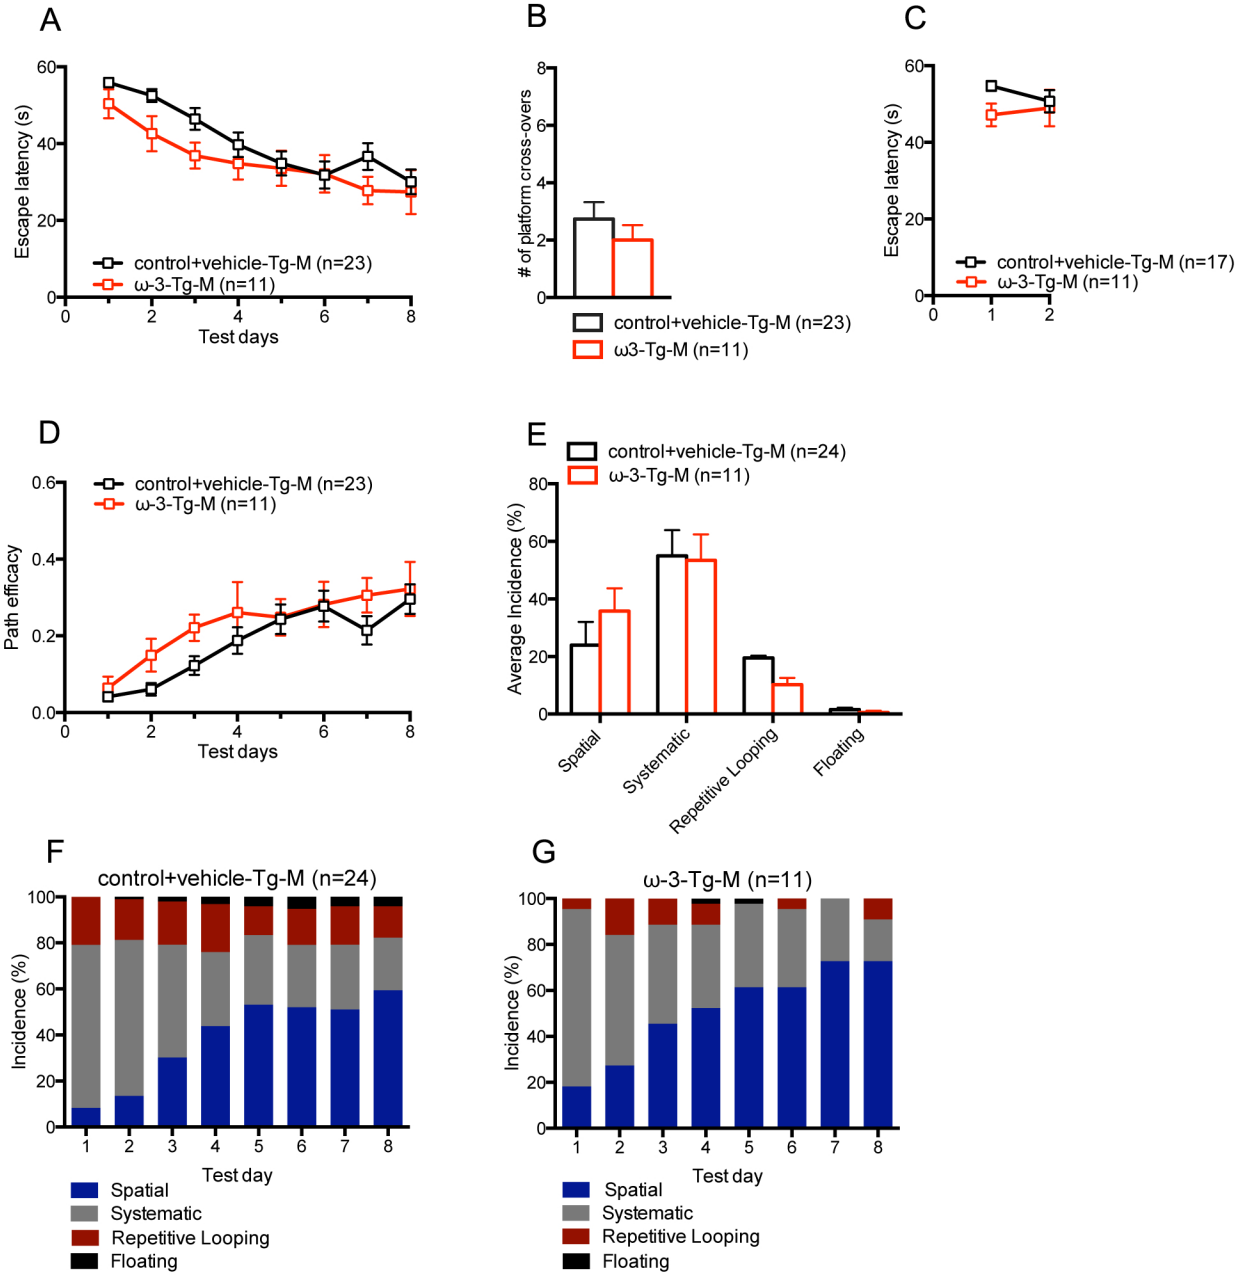 A
60
40
20
0
Escape latency (s)
control+vehicle-Tg-M (n=23)
ω-3-Tg-M (n=11)
0 2 4 6 8
Test days
B
8
6
4
2
0
# of platform cross-overs
control+vehicle-Tg-M (n=23)
ω3-Tg-M (n=11)
C
60
40
20
0
Escape latency (s)
control+vehicle-Tg-M (n=17)
ω-3-Tg-M (n=11)
0 1 2
D
0.6
0.4
0.2
0.0
Path efficacy
control+vehicle-Tg-M (n=23)
ω-3-Tg-M (n=11)
0 2 4 6 8
Test days
E
control+vehicle-Tg-M (n=24)
ω-3-Tg-M (n=11)
80
60
40
20
0
Average Incidence (%)
Spatial
Systematic
Repetitive Looping
Floating
F
control+vehicle-Tg-M (n=24)
100
80
60
40
20
0
Incidence (%)
1 2 3 4 5 6 7 8
Test day
Spatial
Systematic
Repetitive Looping
Floating
G
ω-3-Tg-M (n=11)
100
80
60
40
20
0
Incidence (%)
1 2 3 4 5 6 7 8
Test day
Spatial
Systematic
Repetitive Looping
Floating